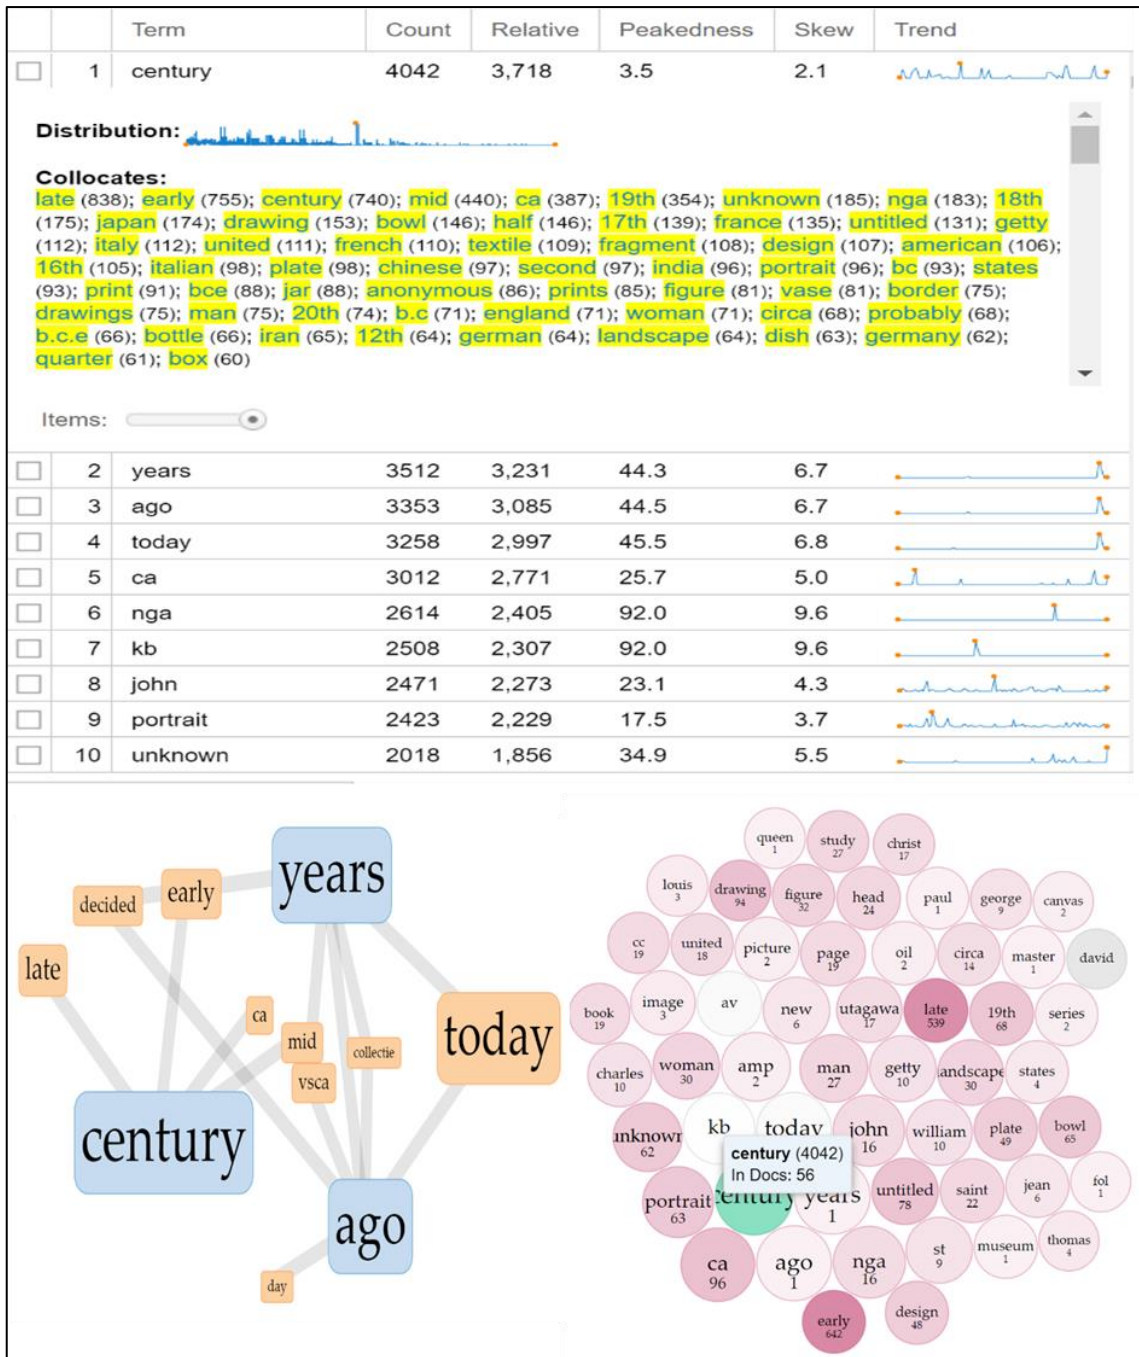 Term Count Relative Peakedness Skew Trend
1 century 4042 3,718 3.5 2.1
Distribution:
Collocates:
late (838); early (755); century (740); mid (440); ca (387); 19th (354); unknown (185); nga (183); 18th
(175); japan (174); drawing (153); bowl (146); half (146); 17th (139); france (135); untitled (131); getty
(112); italy (112); united (111); french (110); textile (109); fragment (108); design (107); american (106);
16th (105); italian (98); plate (98); chinese (97); second (97); india (96); portrait (96); bc (93); states
(93); print (91); bce (88); jar (88); anonymous (86); prints (85); figure (81); vase (81); border (75);
drawings (75); man (75); 20th (74); b.c (71); england (71); woman (71); circa (68); probably (68);
b.c.e (66); bottle (66); iran (65); 12th (64); german (64); landscape (64); dish (63); germany (62);
quarter (61); box (60)
Items:
2 years 3512 3,231 44.3 6.7
3 ago 3353 3,085 44.5 6.7
4 today 3258 2,997 45.5 6.8
5 ca 3012 2,771 25.7 5.0
6 nga 2614 2,405 92.0 9.6
7 kb 2508 2,307 92.0 9.6
8 john 2471 2,273 23.1 4.3
9 portrait 2423 2,229 17.5 3.7
10 unknown 2018 1,856 34.9 5.5
years
early
decided
late
ca
mid
collectie
vsca
today
century
ago
day
queen
1
study
27
christ
17
louis
3
drawing
94
figure
32
head
24
paul
1
george
9
canvas
2
cc
19
united
18
picture
2
page
19
oil
2
circa
14
master
1
david
book
19
image
3
av
new
6
utagawa
17
late
539
19th
68
series
2
charles
10
woman
30
amp
2
man
27
getty
10
andscape
30
states
4
unknown
62
kb
today
john
16
william
10
plate
49
bowl
65
century (4042)
In Docs: 56
portrait
63
century
years
1
untitled
78
saint
22
jean
6
fol
1
ca
96
ago
1
nga
16
st
9
museum
1
thomas
4
early
642
design
48